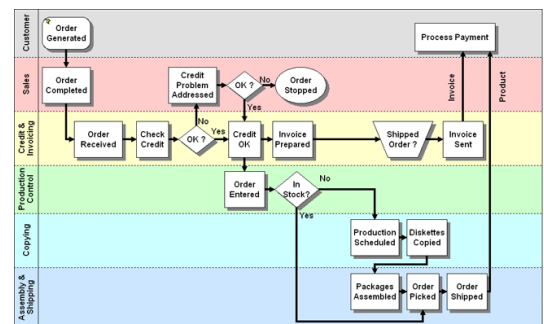 Customer
Order
Generated
Process Payment
Sales
Order
Completed
Credit
Problem
Addressed
OK ?
No
Order
Stopped
Yes
Invoice
Product
Credit &
Invoicing
Order
Received
Check
Credit
OK ?
No
Yes
Credit
OK
Invoice
Prepared
Shipped
Order ?
Invoice
Sent
Production
Control
Order
Entered
In
Stock?
No
Yes
Copying
Production
Scheduled
Diskettes
Copied
Assembly &
Shipping
Packages
Assembled
Order
Picked
Order
Shipped